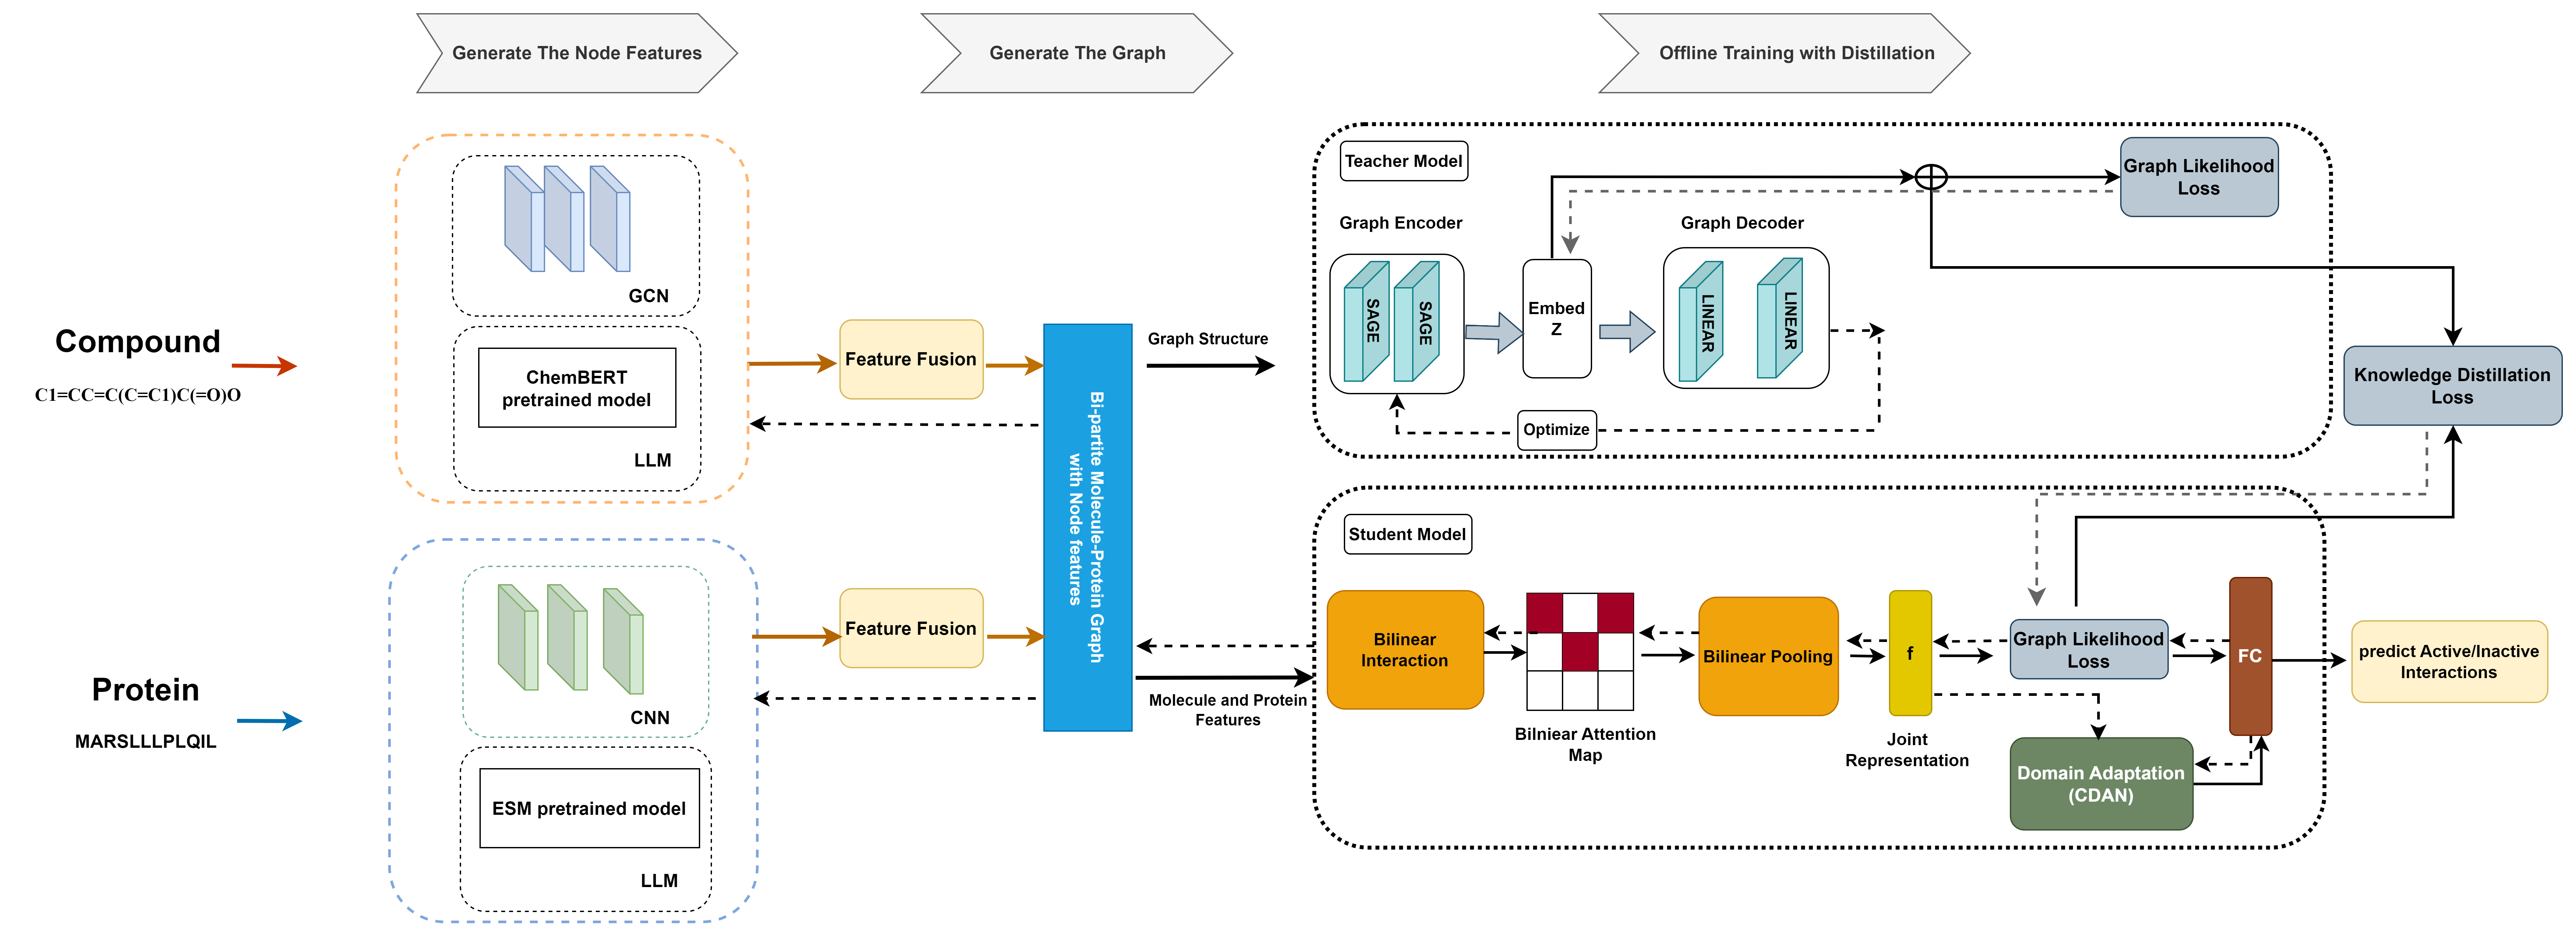 Generate The Node Features
Generate The Graph
Offline Training with Distillation
Compound
C1=CC=C(C=C1)C(=O)O
GCN
ChemBERT
pretrained model
LLM
Feature Fusion
Protein
MARSLLLPLQIL
CNN
ESM pretrained model
LLM
Feature Fusion
Bi-partite Molecule-Protein Graph
with Node features
Graph Structure
Molecule and Protein
Features
Teacher Model
Graph Encoder
SAGE
SAGE
Embed
Z
Graph Decoder
LINEAR
LINEAR
Optimize
Graph Likelihood
Loss
Knowledge Distillation
Loss
Student Model
Bilinear
Interaction
Bilniear Attention
Map
Bilinear Pooling
f
Joint
Representation
Graph Likelihood
Loss
Domain Adaptation
(CDAN)
FC
predict Active/Inactive
Interactions